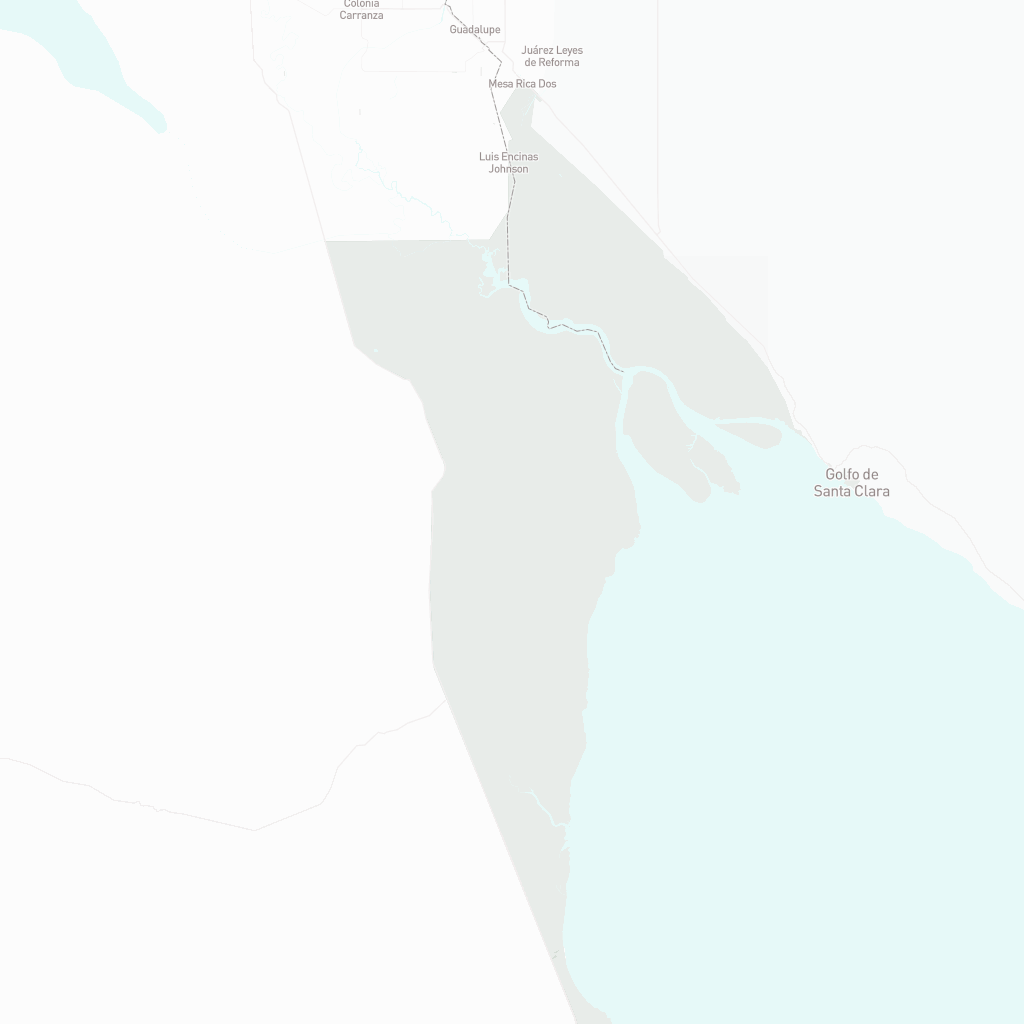 Colonia
Carranza
Guadalupe
Juárez Leyes
de Reforma
Mesa Rica Dos
Luis Encinas
Johnson
Golfo de
Santa Clara